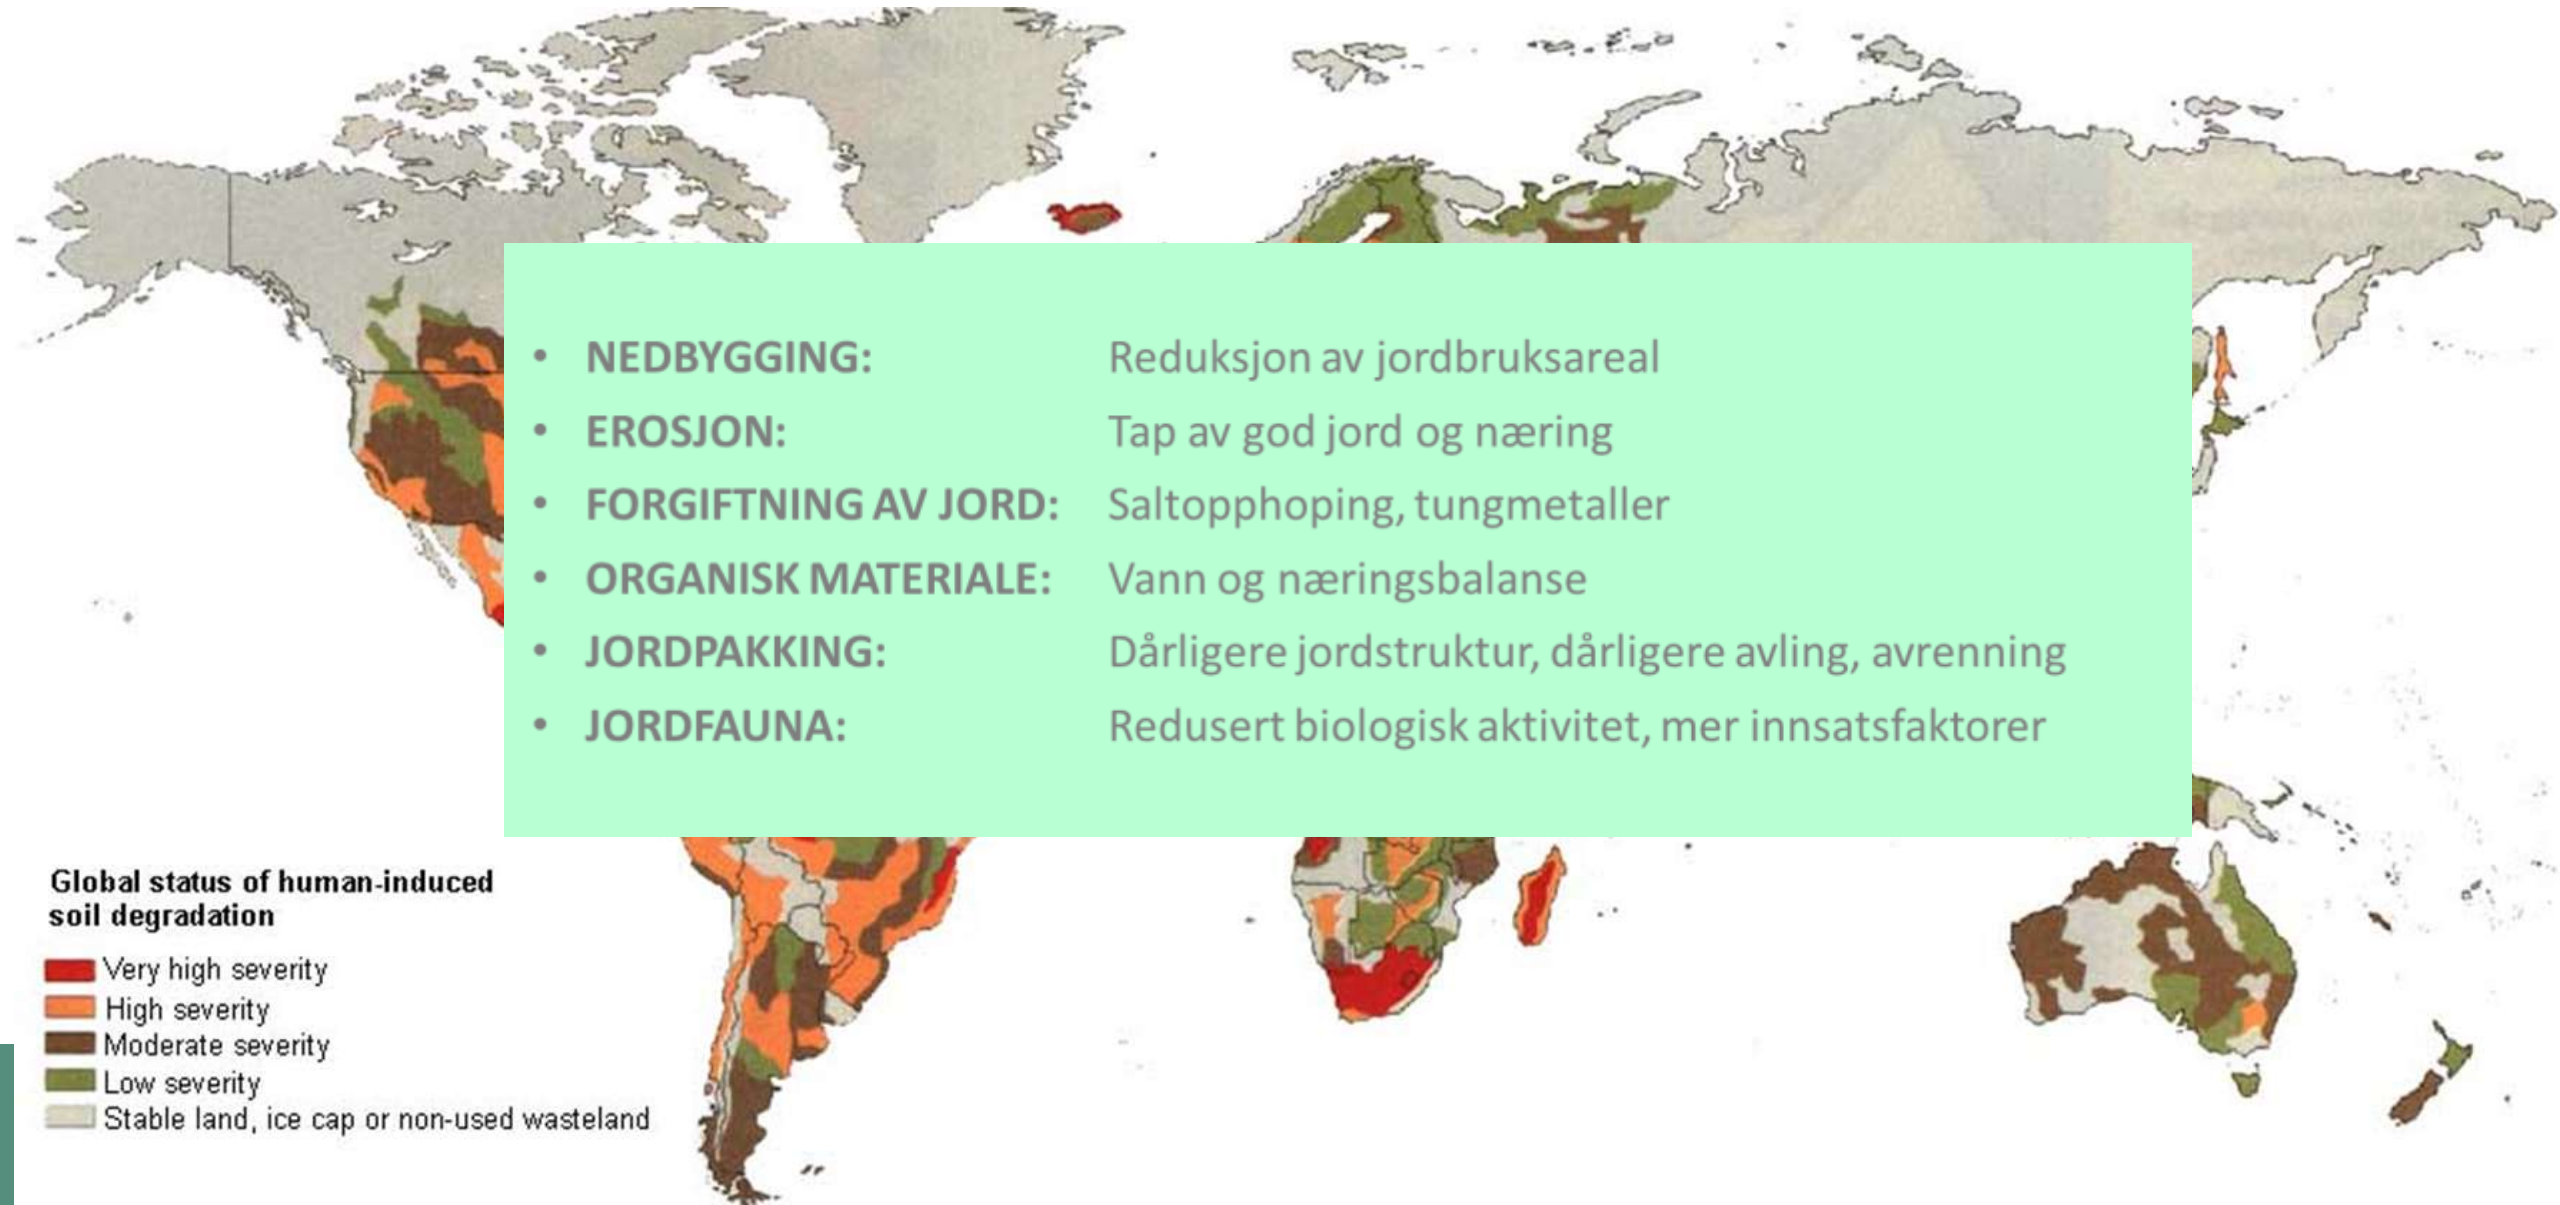 • NEDBYGGING: Reduksjon av jordbruksareal
• EROSJON: Tap av god jord og næring
• FORGIFTNING AV JORD: Saltopphoping, tungmetaller
• ORGANISK MATERIALE: Vann og næringsbalanse
• JORDPAKKING: Dårligere jordstruktur, dårligere avling, avrenning
• JORDFAUNA: Redusert biologisk aktivitet, mer innsatsfaktorer
Global status of human-induced
soil degradation
Very high severity
High severity
Moderate severity
Low severity
Stable land, ice cap or non-used wasteland